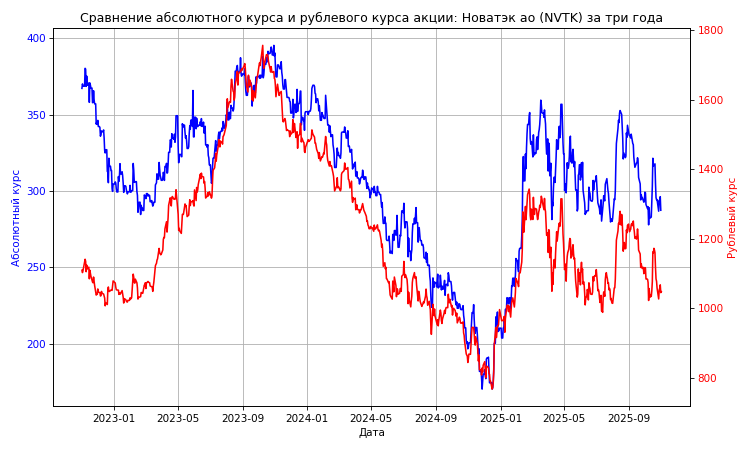 Сравнение абсолютного курса и рублевого курса акции: Новатэк ао (NVTK) за три года
Абсолютный курс
400
350
300
250
200
1800
1600
1400
1200
1000
800
Рублевый курс
2023-01 2023-05 2023-09 2024-01 2024-05 2024-09 2025-01 2025-05 2025-09
Дата